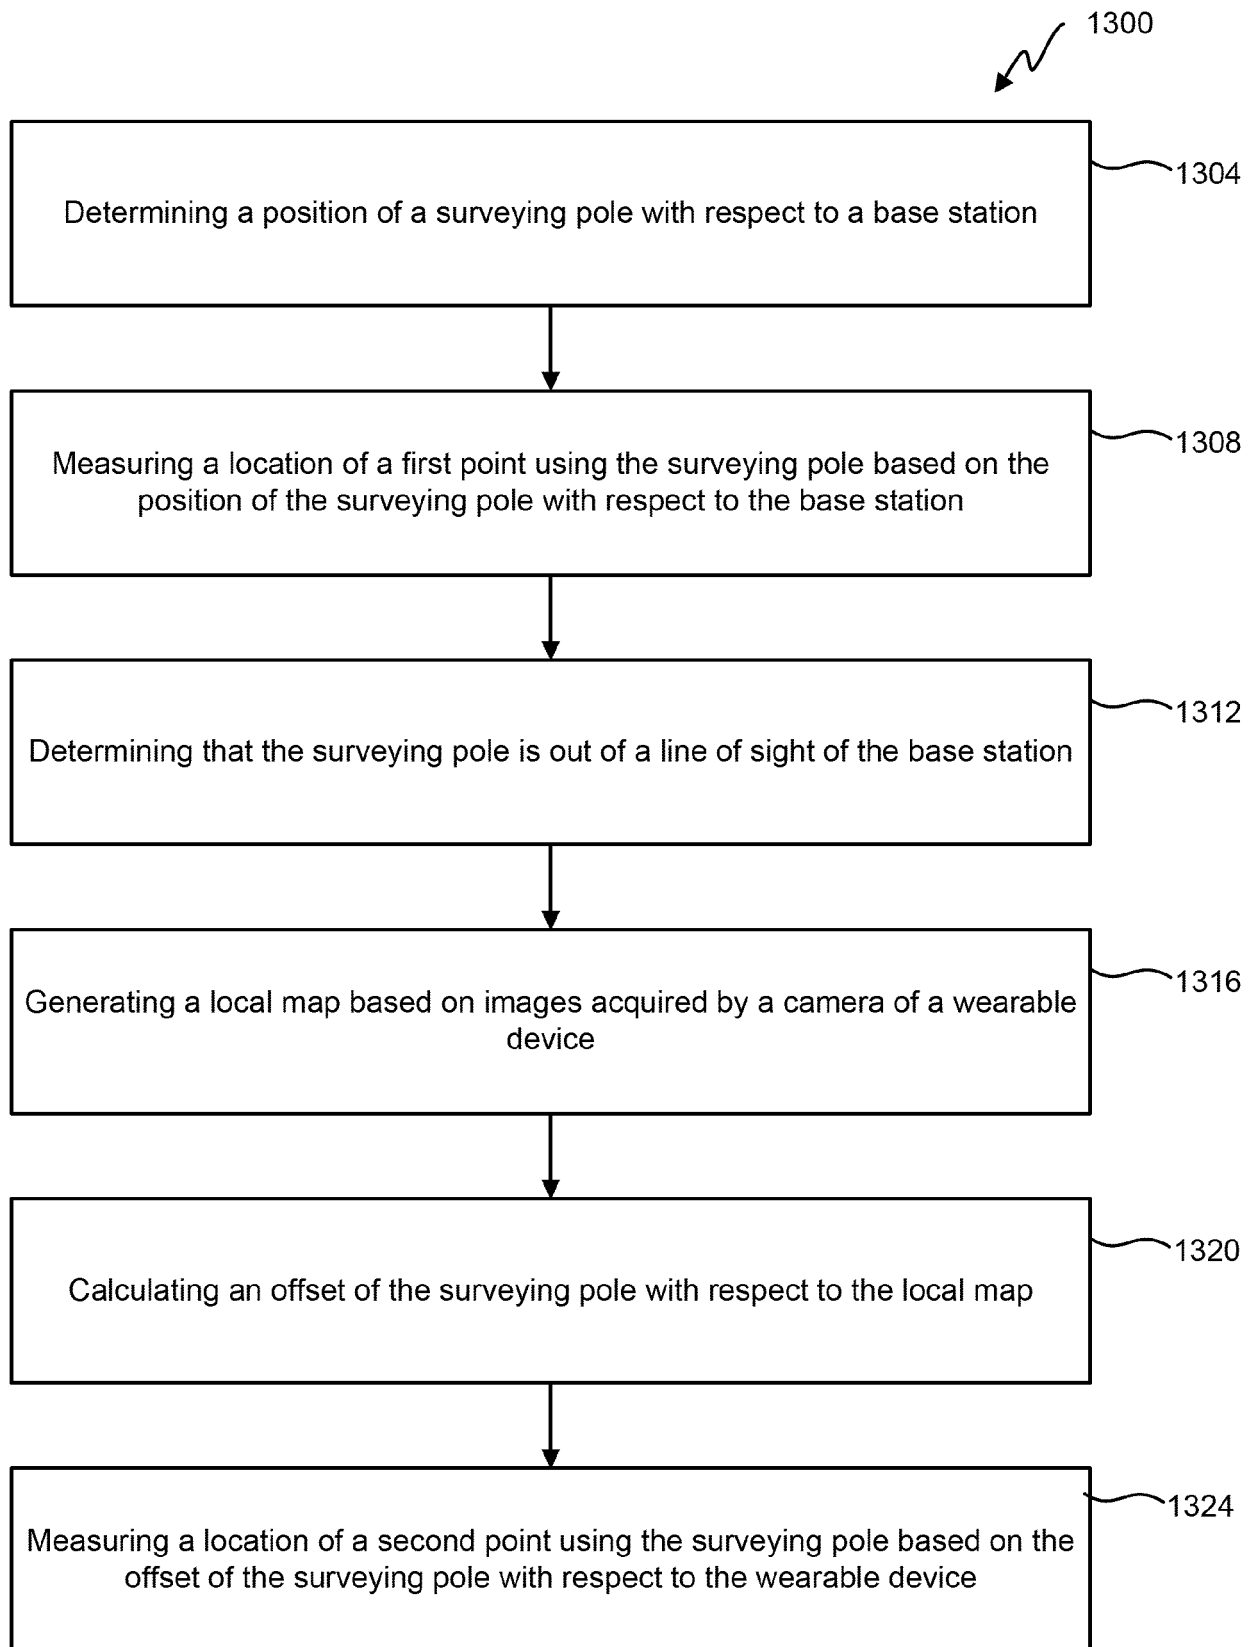 1300
Determining a position of a surveying pole with respect to a base station
1304
Measuring a location of a first point using the surveying pole based on the
position of the surveying pole with respect to the base station
1308
Determining that the surveying pole is out of a line of sight of the base station
1312
Generating a local map based on images acquired by a camera of a wearable
device
1316
Calculating an offset of the surveying pole with respect to the local map
1320
Measuring a location of a second point using the surveying pole based on the
offset of the surveying pole with respect to the wearable device
1324